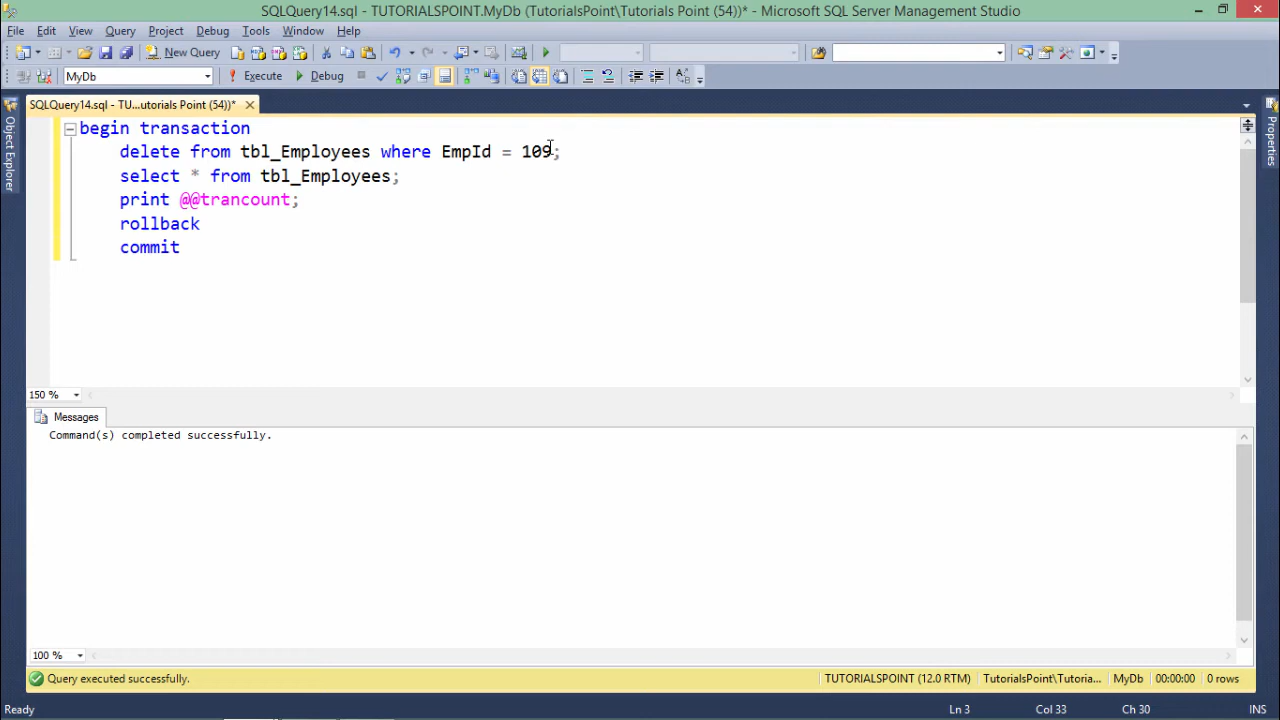 SQLQuery14.sql - TUTORIALSPOINT.MyDb (TutorialsPoint\Tutorials Point (54))* - Microsoft SQL Server Management Studio
File Edit View Query Project Debug Tools Window Help
New Query
MyDb Execute Debug
SQLQuery14.sql - TU...utorials Point (54))*
Object Explorer
Properties
begin transaction
delete from tbl_Employees where EmpId = 109;
select * from tbl_Employees;
print @@trancount;
rollback
commit
150 %
Messages
Command(s) completed successfully.
100 %
Query executed successfully. TUTORIALSPOINT (12.0 RTM) TutorialsPoint\Tutoria... MyDb 00:00:00 0 rows
Ready Ln 3 Col 33 Ch 30 INS